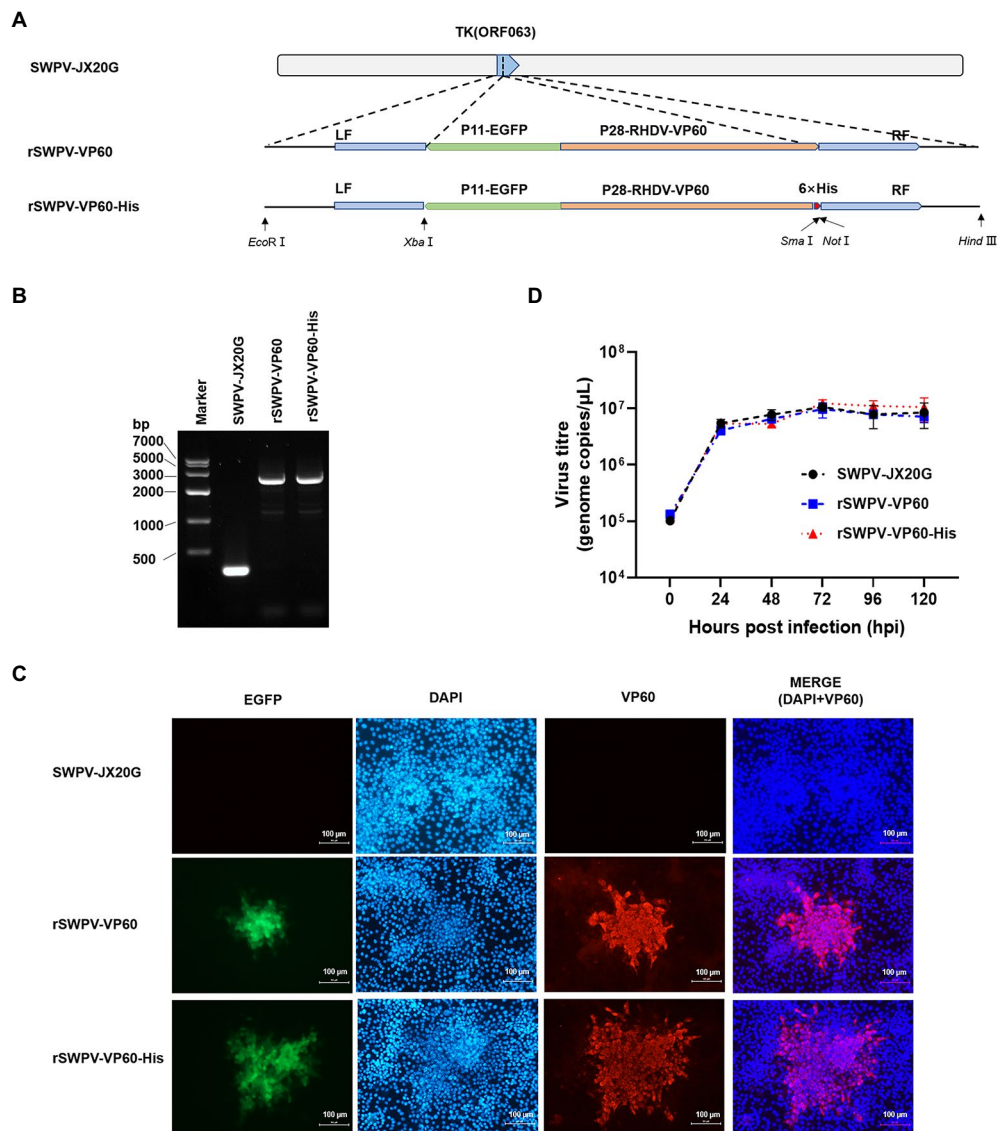 A
TK(ORF063)
SWPV-JX20G
LF P11-EGFP P28-RHDV-VP60 RF
rSWPV-VP60
LF P11-EGFP P28-RHDV-VP60 6×His RF
rSWPV-VP60-His
EcoR I Xba I Sma I Not I Hind III
B
Marker
SWPV-JX20G
rSWPV-VP60
rSWPV-VP60-His
bp
7000
5000
3000
2000
1000
500
D
Virus titre
(genome copies/μL)
10⁸
10⁷
10⁶
10⁵
10⁴
SWPV-JX20G
rSWPV-VP60
rSWPV-VP60-His
0 24 48 72 96 120
Hours post infection (hpi)
C
EGFP DAPI VP60 MERGE
(DAPI+VP60)
SWPV-JX20G
100 μm 100 μm 100 μm 100 μm
rSWPV-VP60
100 μm 100 μm 100 μm 100 μm
rSWPV-VP60-His
100 μm 100 μm 100 μm 100 μm